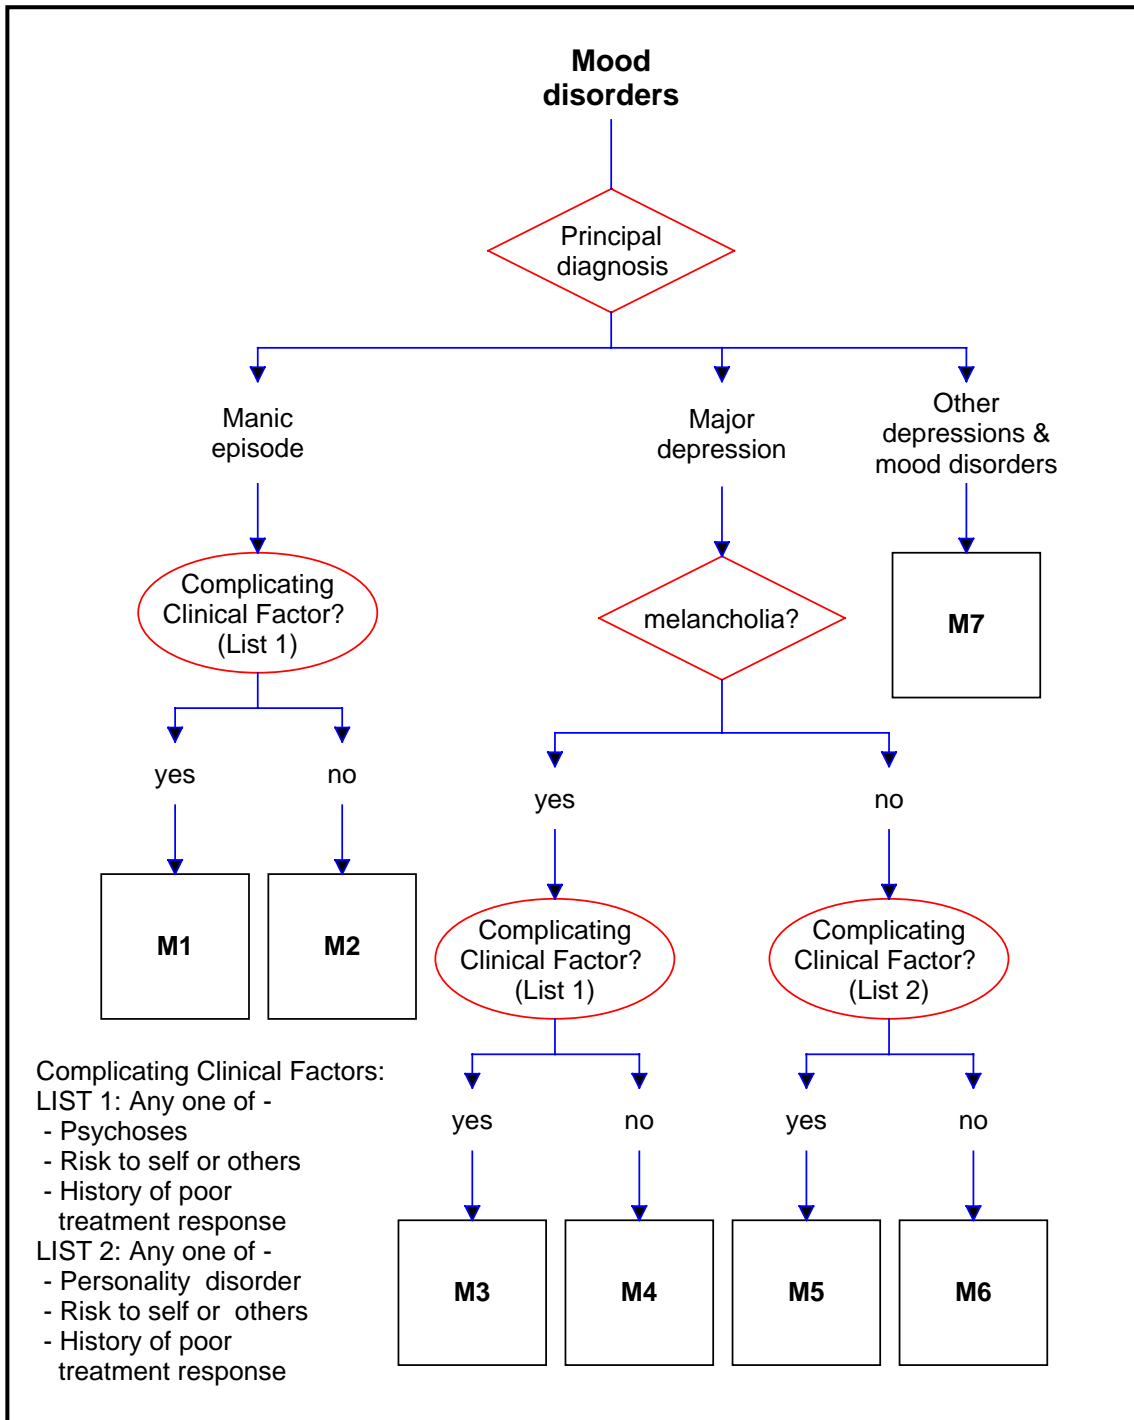 Mood
disorders
Principal
diagnosis
Manic
episode
Major
depression
Other
depressions &
mood disorders
Complicating
Clinical Factor?
(List 1)
melancholia?
M7
yes
no
yes
no
M1
M2
Complicating
Clinical Factor?
(List 1)
Complicating
Clinical Factor?
(List 2)
yes
no
yes
no
M3
M4
M5
M6
Complicating Clinical Factors:
LIST 1: Any one of -
- Psychoses
- Risk to self or others
- History of poor
treatment response
LIST 2: Any one of -
- Personality disorder
- Risk to self or others
- History of poor
treatment response